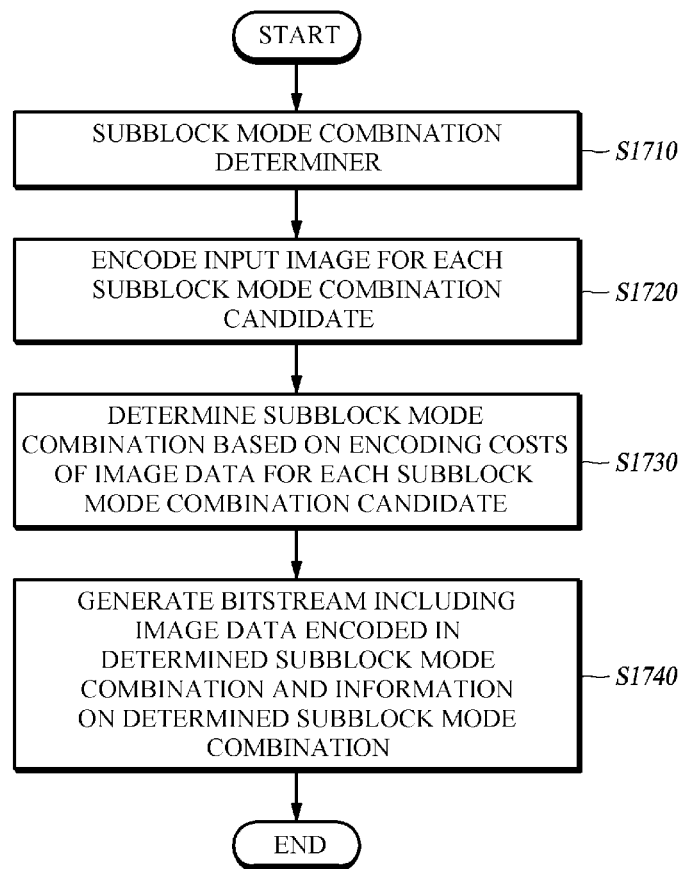 START
SUBBLOCK MODE COMBINATION
DETERMINER
S1710
ENCODE INPUT IMAGE FOR EACH
SUBBLOCK MODE COMBINATION
CANDIDATE
S1720
DETERMINE SUBBLOCK MODE
COMBINATION BASED ON ENCODING COSTS
OF IMAGE DATA FOR EACH SUBBLOCK
MODE COMBINATION CANDIDATE
S1730
GENERATE BITSTREAM INCLUDING
IMAGE DATA ENCODED IN
DETERMINED SUBBLOCK MODE
COMBINATION AND INFORMATION
ON DETERMINED SUBBLOCK MODE
COMBINATION
S1740
END